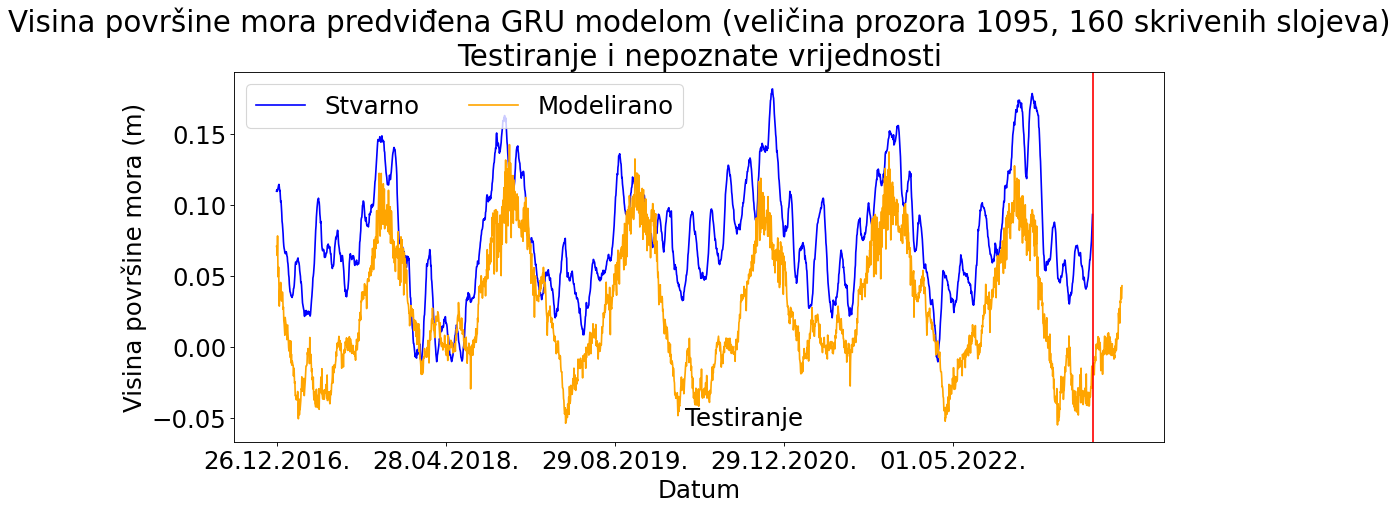 Visina površine mora predviđena GRU modelom (veličina prozora 1095, 160 skrivenih slojeva)
Testiranje i nepoznate vrijednosti
Stvarno
Modelirano
Visina površine mora (m)
0.15
0.10
0.05
0.00
−0.05
Testiranje
26.12.2016.
28.04.2018.
29.08.2019.
29.12.2020.
01.05.2022.
Datum